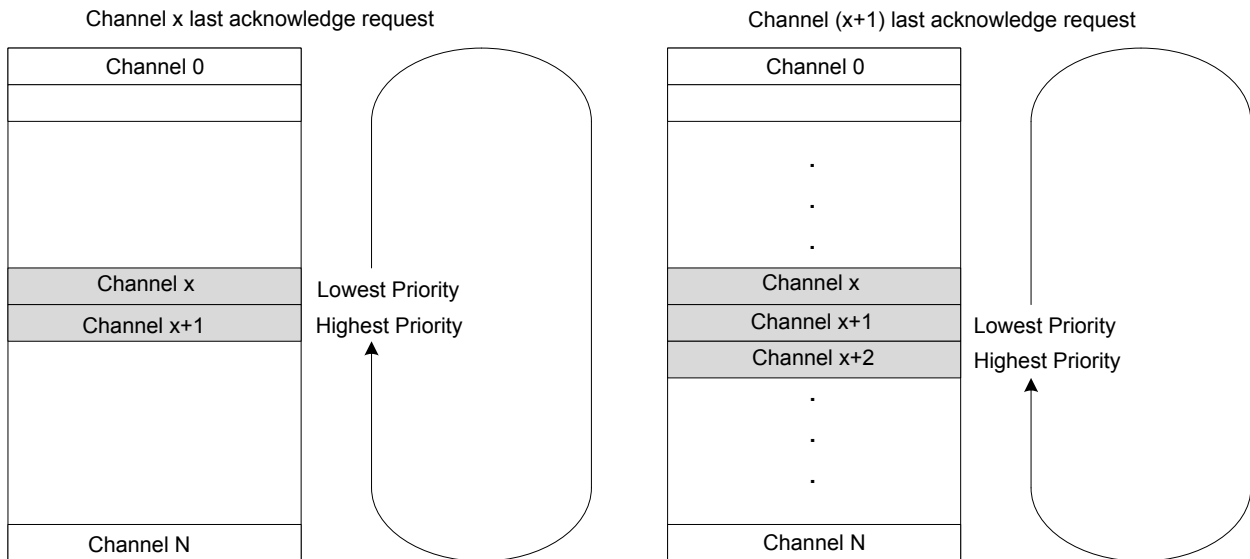 Channel x last acknowledge request
Channel 0
Channel x
Lowest Priority
Channel x+1
Highest Priority
Channel N
Channel (x+1) last acknowledge request
Channel 0
.
.
.
Channel x
Channel x+1
Lowest Priority
Channel x+2
Highest Priority
.
.
.
Channel N